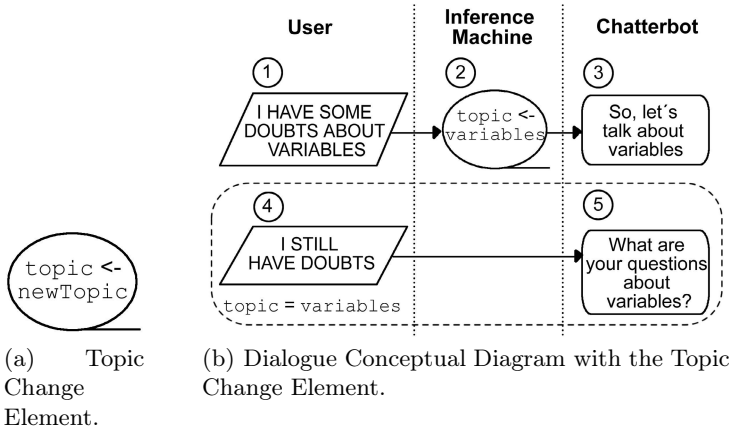 User
Inference
Machine
Chatterbot
1
2
3
I HAVE SOME
DOUBTS ABOUT
VARIABLES
topic <-
variables
So, let´s
talk about
variables
4
5
I STILL
HAVE DOUBTS
What are
your questions
about
variables?
topic = variables
topic <-
newTopic
(a) Topic
Change
Element.
(b) Dialogue Conceptual Diagram with the Topic
Change Element.